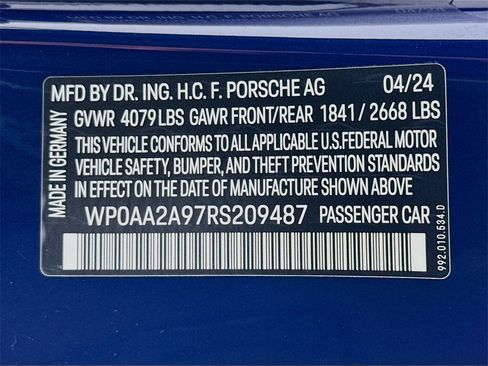 MFD BY DR. ING. H.C. F. PORSCHE AG 04/24
GVWR 4079LBS GAWR FRONT/REAR 1841 / 2668 LBS
THIS VEHICLE CONFORMS TO ALL APPLICABLE U.S.FEDERAL MOTOR
VEHICLE SAFETY, BUMPER, AND THEFT PREVENTION STANDARDS
IN EFFECT ON THE DATE OF MANUFACTURE SHOWN ABOVE
WP0AA2A97RS209487 PASSENGER CAR
MADE IN GERMANY
992.010.534.D